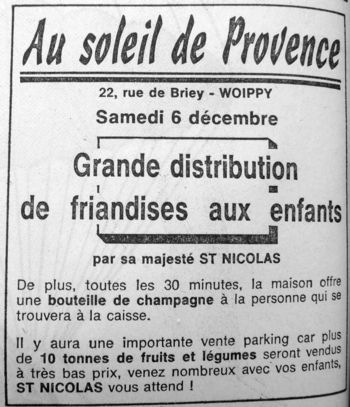 Au soleil de Provence
22, rue de Briey - WOIPPY
Samedi 6 décembre
Grande distribution
de friandises aux enfants
par sa majesté ST NICOLAS
De plus, toutes les 30 minutes, la maison offre
une bouteille de champagne à la personne qui se
trouvera à la caisse.
Il y aura une importante vente parking car plus
de 10 tonnes de fruits et légumes seront vendus
à très bas prix, venez nombreux avec vos enfants,
ST NICOLAS vous attend !